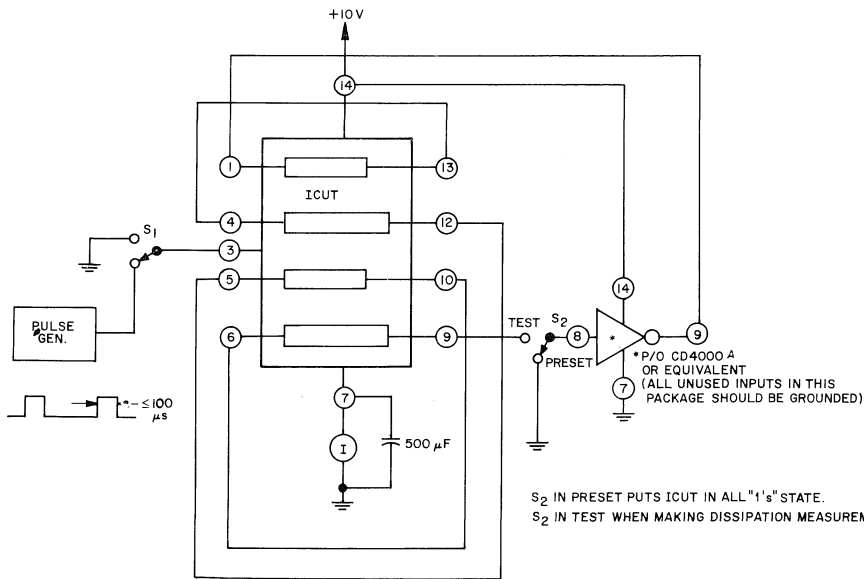 +10V
14
1
13
ICUT
4
12
S1
3
5
10
14
6
9
TEST
S2
8
*
9
PRESET
*P/O CD4000A
OR EQUIVALENT
(ALL UNUSED INPUTS IN THIS
PACKAGE SHOULD BE GROUNDED)
PULSE
GEN.
7
7
≤100
μs
I
500 μF
S2 IN PRESET PUTS ICUT IN ALL "1's" STATE.
S2 IN TEST WHEN MAKING DISSIPATION MEASUREMEN